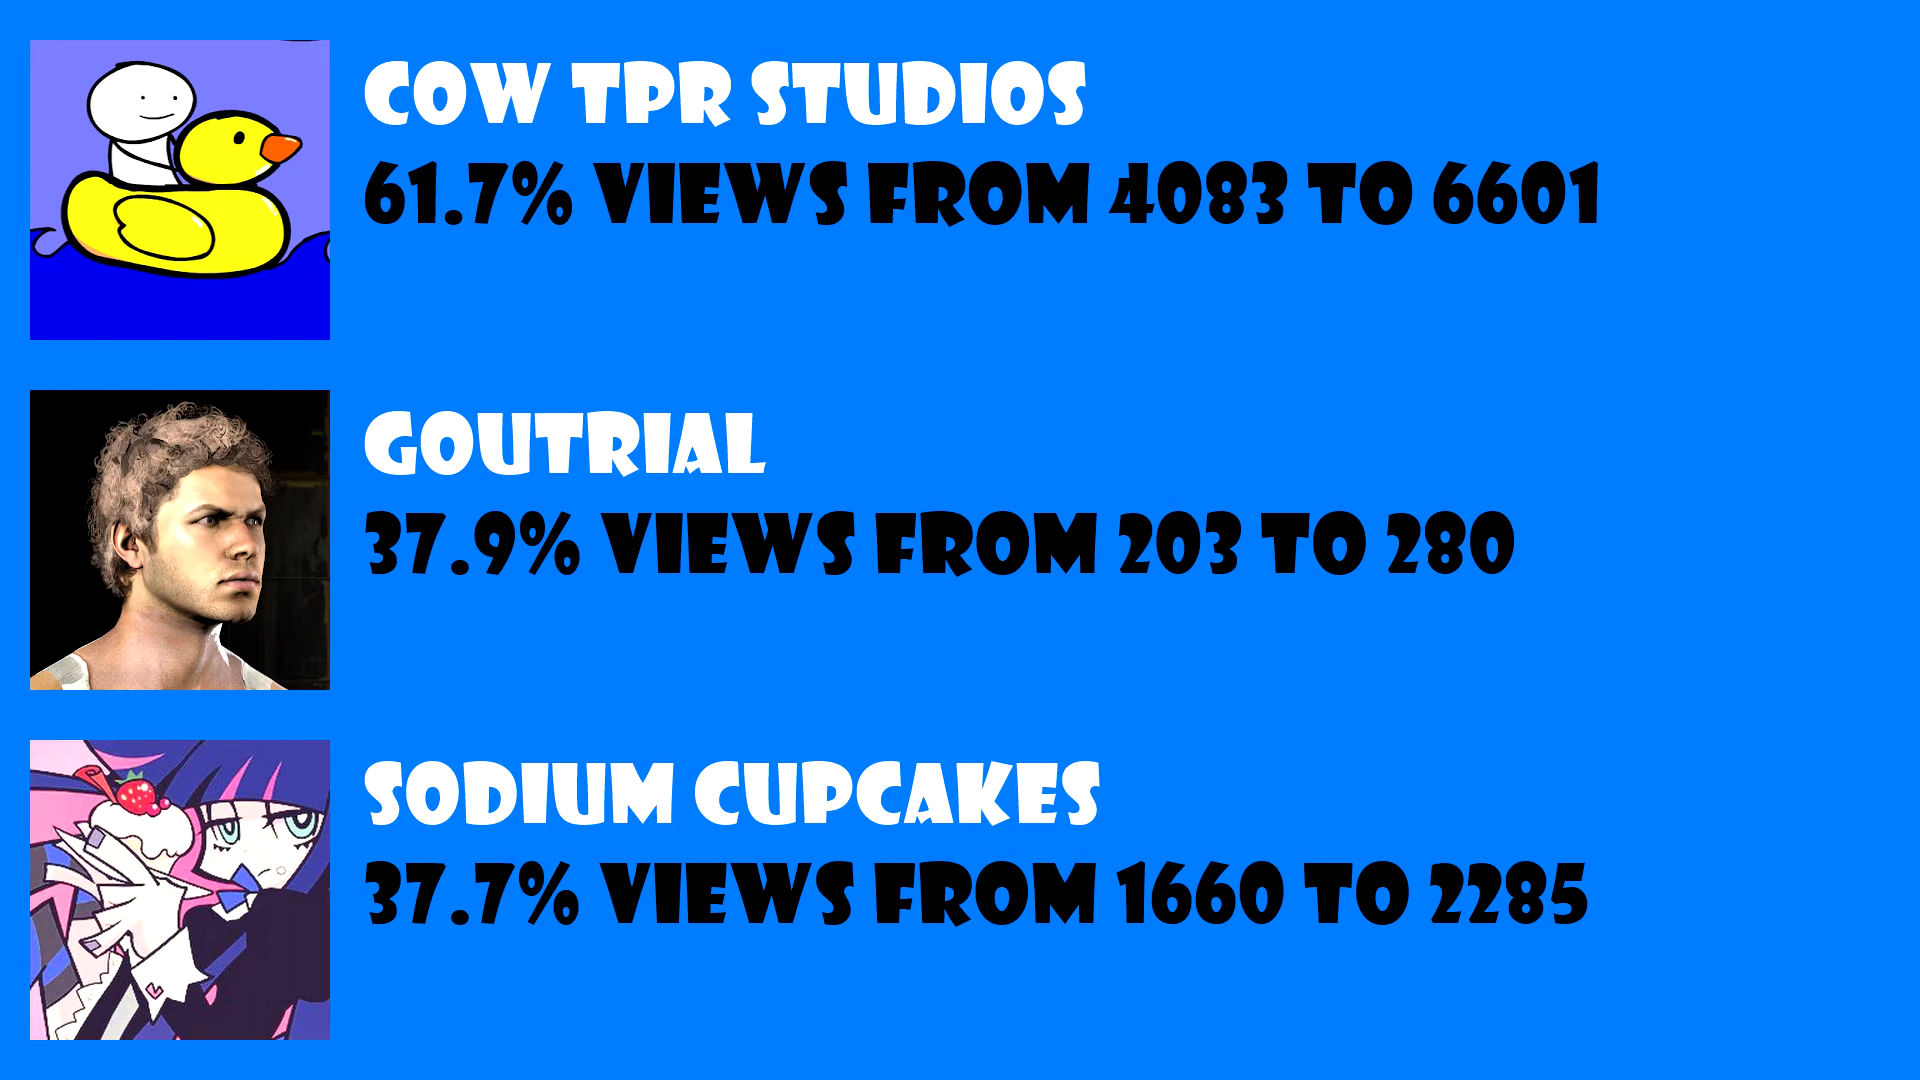 COW TPR STUDIOS
61.7% VIEWS FROM 4083 TO 6601
GOUTRIAL
37.9% VIEWS FROM 203 TO 280
SODIUM CUPCAKES
37.7% VIEWS FROM 1660 TO 2285